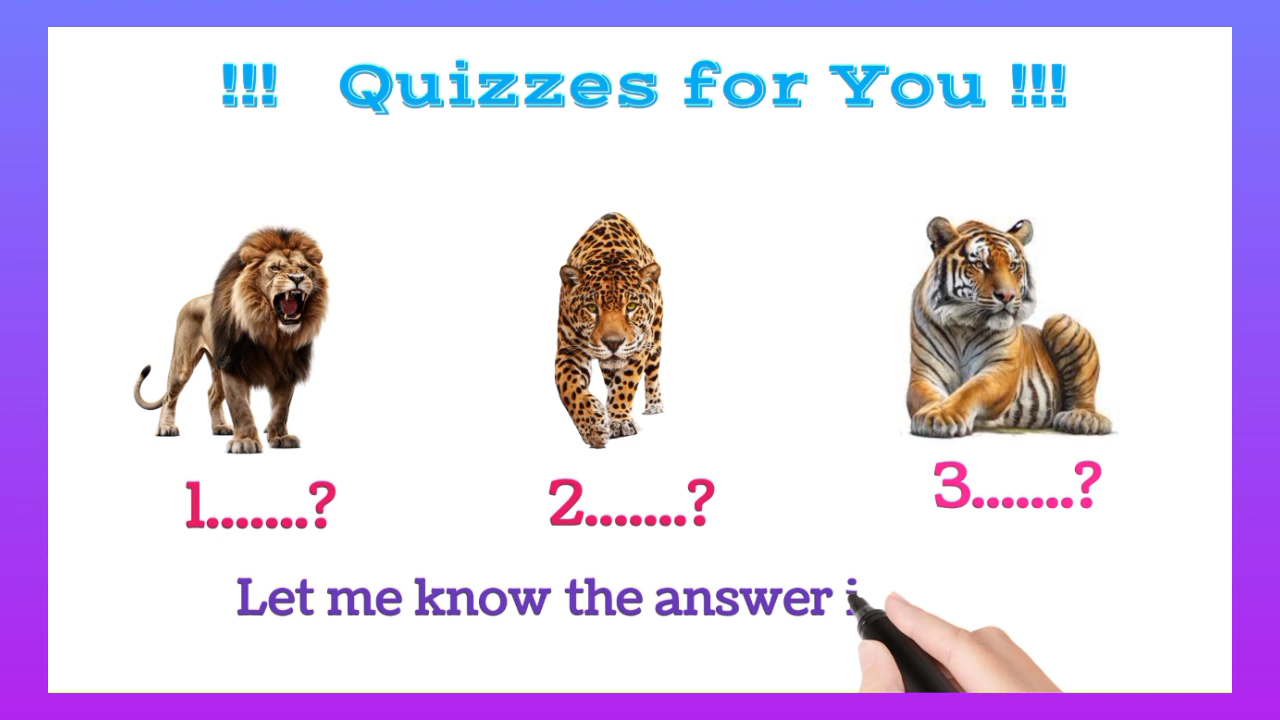 !!! Quizzes for You !!!
1.......? 2.......? 3.......?
Let me know the answer i